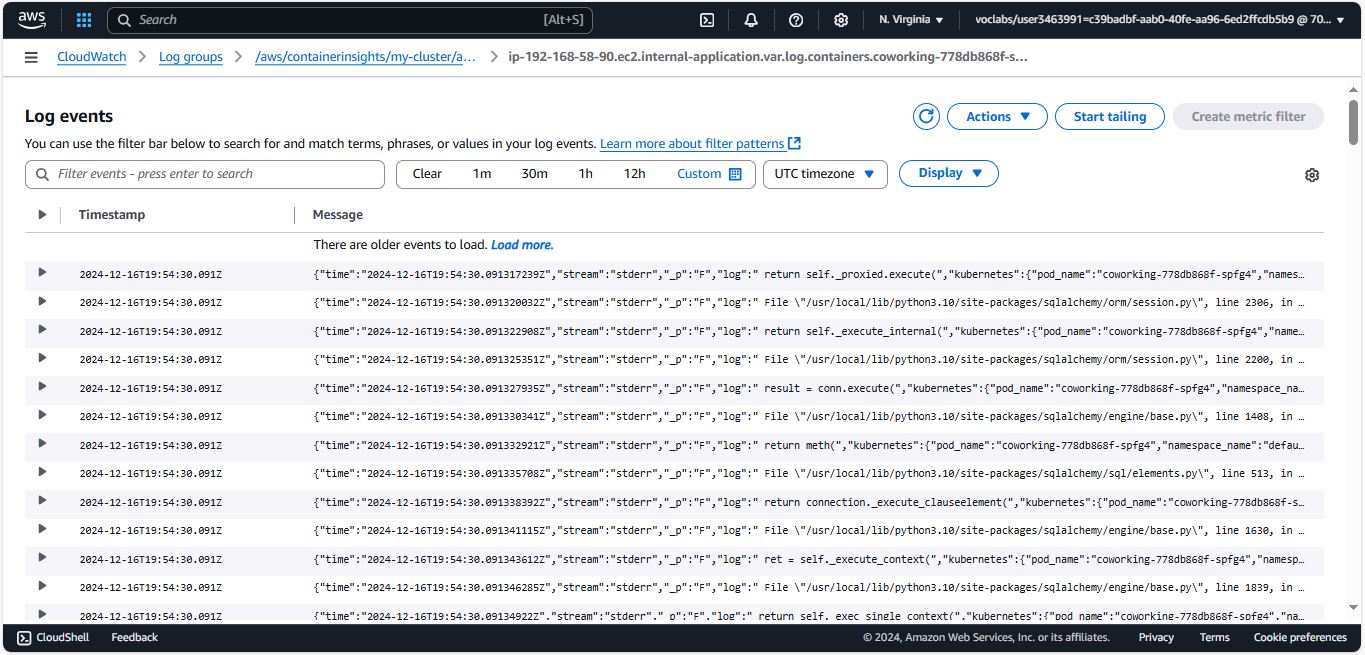 aws Search [Alt+S] N. Virginia voclabs/user3463991=c39badbf-aab0-40fe-aa96-6ed2ffcdb5b9 @ 70...
CloudWatch Log groups /aws/containerinsights/my-cluster/a... ip-192-168-58-90.ec2.internal-application.var.log.containers.coworking-778db868f-s...
Log events
Actions Start tailing Create metric filter
You can use the filter bar below to search for and match terms, phrases, or values in your log events. Learn more about filter patterns
Filter events - press enter to search Clear 1m 30m 1h 12h Custom UTC timezone Display
Timestamp Message
There are older events to load. Load more.
2024-12-16T19:54:30.091Z {"time":"2024-12-16T19:54:30.091317239Z","stream":"stderr","_p":"F","log":" return self._proxied.execute(","kubernetes":{"pod_name":"coworking-778db868f-spfg4","names...
2024-12-16T19:54:30.091Z {"time":"2024-12-16T19:54:30.091320032Z","stream":"stderr","_p":"F","log":" File \"/usr/local/lib/python3.10/site-packages/sqlalchemy/orm/session.py\", line 2306, in ...
2024-12-16T19:54:30.091Z {"time":"2024-12-16T19:54:30.091322908Z","stream":"stderr","_p":"F","log":" return self._execute_internal(","kubernetes":{"pod_name":"coworking-778db868f-spfg4","name...
2024-12-16T19:54:30.091Z {"time":"2024-12-16T19:54:30.091325351Z","stream":"stderr","_p":"F","log":" File \"/usr/local/lib/python3.10/site-packages/sqlalchemy/orm/session.py\", line 2200, in ...
2024-12-16T19:54:30.091Z {"time":"2024-12-16T19:54:30.091327935Z","stream":"stderr","_p":"F","log":" result = conn.execute(","kubernetes":{"pod_name":"coworking-778db868f-spfg4","namespace_na...
2024-12-16T19:54:30.091Z {"time":"2024-12-16T19:54:30.091330341Z","stream":"stderr","_p":"F","log":" File \"/usr/local/lib/python3.10/site-packages/sqlalchemy/engine/base.py\", line 1408, in ...
2024-12-16T19:54:30.091Z {"time":"2024-12-16T19:54:30.091332921Z","stream":"stderr","_p":"F","log":" return meth(","kubernetes":{"pod_name":"coworking-778db868f-spfg4","namespace_name":"defau...
2024-12-16T19:54:30.091Z {"time":"2024-12-16T19:54:30.091335708Z","stream":"stderr","_p":"F","log":" File \"/usr/local/lib/python3.10/site-packages/sqlalchemy/sql/elements.py\", line 513, in ...
2024-12-16T19:54:30.091Z {"time":"2024-12-16T19:54:30.091338392Z","stream":"stderr","_p":"F","log":" return connection._execute_clauseelement(","kubernetes":{"pod_name":"coworking-778db868f-s...
2024-12-16T19:54:30.091Z {"time":"2024-12-16T19:54:30.091341115Z","stream":"stderr","_p":"F","log":" File \"/usr/local/lib/python3.10/site-packages/sqlalchemy/engine/base.py\", line 1630, in ...
2024-12-16T19:54:30.091Z {"time":"2024-12-16T19:54:30.091343612Z","stream":"stderr","_p":"F","log":" ret = self._execute_context(","kubernetes":{"pod_name":"coworking-778db868f-spfg4","namesp...
2024-12-16T19:54:30.091Z {"time":"2024-12-16T19:54:30.091346285Z","stream":"stderr","_p":"F","log":" File \"/usr/local/lib/python3.10/site-packages/sqlalchemy/engine/base.py\", line 1839, in ...
2024-12-16T19:54:30.091Z {"time":"2024-12-16T19:54:30.09134922Z","stream":"stderr","_p":"F","log":" return self._exec_single_context(","kubernetes":{"pod_name":"coworking-778db868f-spfg4","na...
CloudShell Feedback © 2024, Amazon Web Services, Inc. or its affiliates. Privacy Terms Cookie preferences